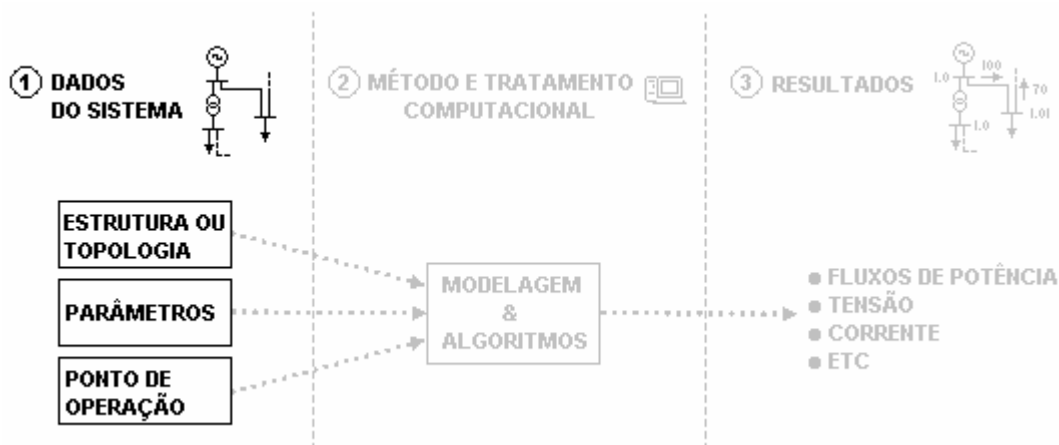 1 DADOS
DO SISTEMA
2 MÉTODO E TRATAMENTO
COMPUTACIONAL
3 RESULTADOS
1.0
100
70
1.01
1.0
ESTRUTURA OU
TOPOLOGIA
PARÂMETROS
PONTO DE
OPERAÇÃO
MODELAGEM
&
ALGORITMOS
● FLUXOS DE POTÊNCIA
● TENSÃO
● CORRENTE
● ETC